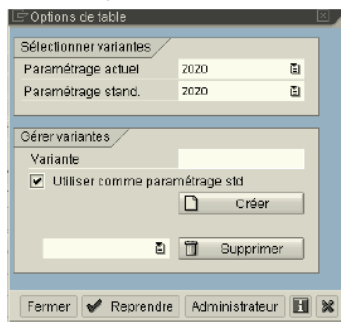 Options de table
Sélectionner variantes
Paramétrage actuel 2020
Paramétrage stand. 2020
Gérer variantes
Variante
Utiliser comme paramétrage std
Créer
Supprimer
Fermer Reprendre Administrateur